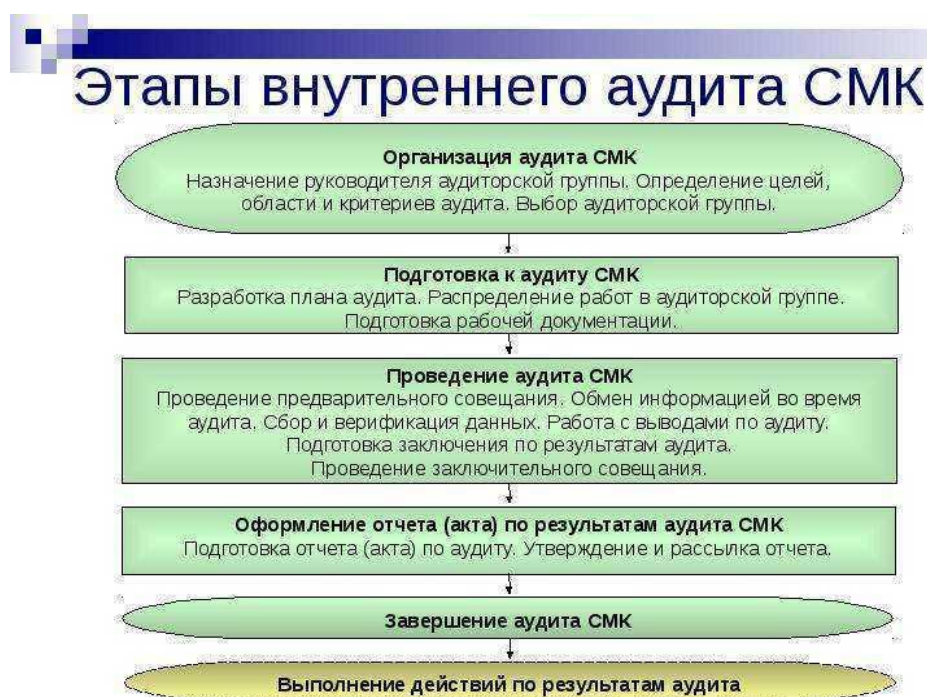 Этапы внутреннего аудита СМК
Организация аудита СМК
Назначение руководителя аудиторской группы. Определение целей,
области и критериев аудита. Выбор аудиторской группы.
Подготовка к аудиту СМК
Разработка плана аудита. Распределение работ в аудиторской группе.
Подготовка рабочей документации.
Проведение аудита СМК
Проведение предварительного совещания. Обмен информацией во время
аудита. Сбор и верификация данных. Работа с выводами по аудиту.
Подготовка заключения по результатам аудита.
Проведение заключительного совещания.
Оформление отчета (акта) по результатам аудита СМК
Подготовка отчета (акта) по аудиту. Утверждение и рассылка отчета.
Завершение аудита СМК
Выполнение действий по результатам аудита